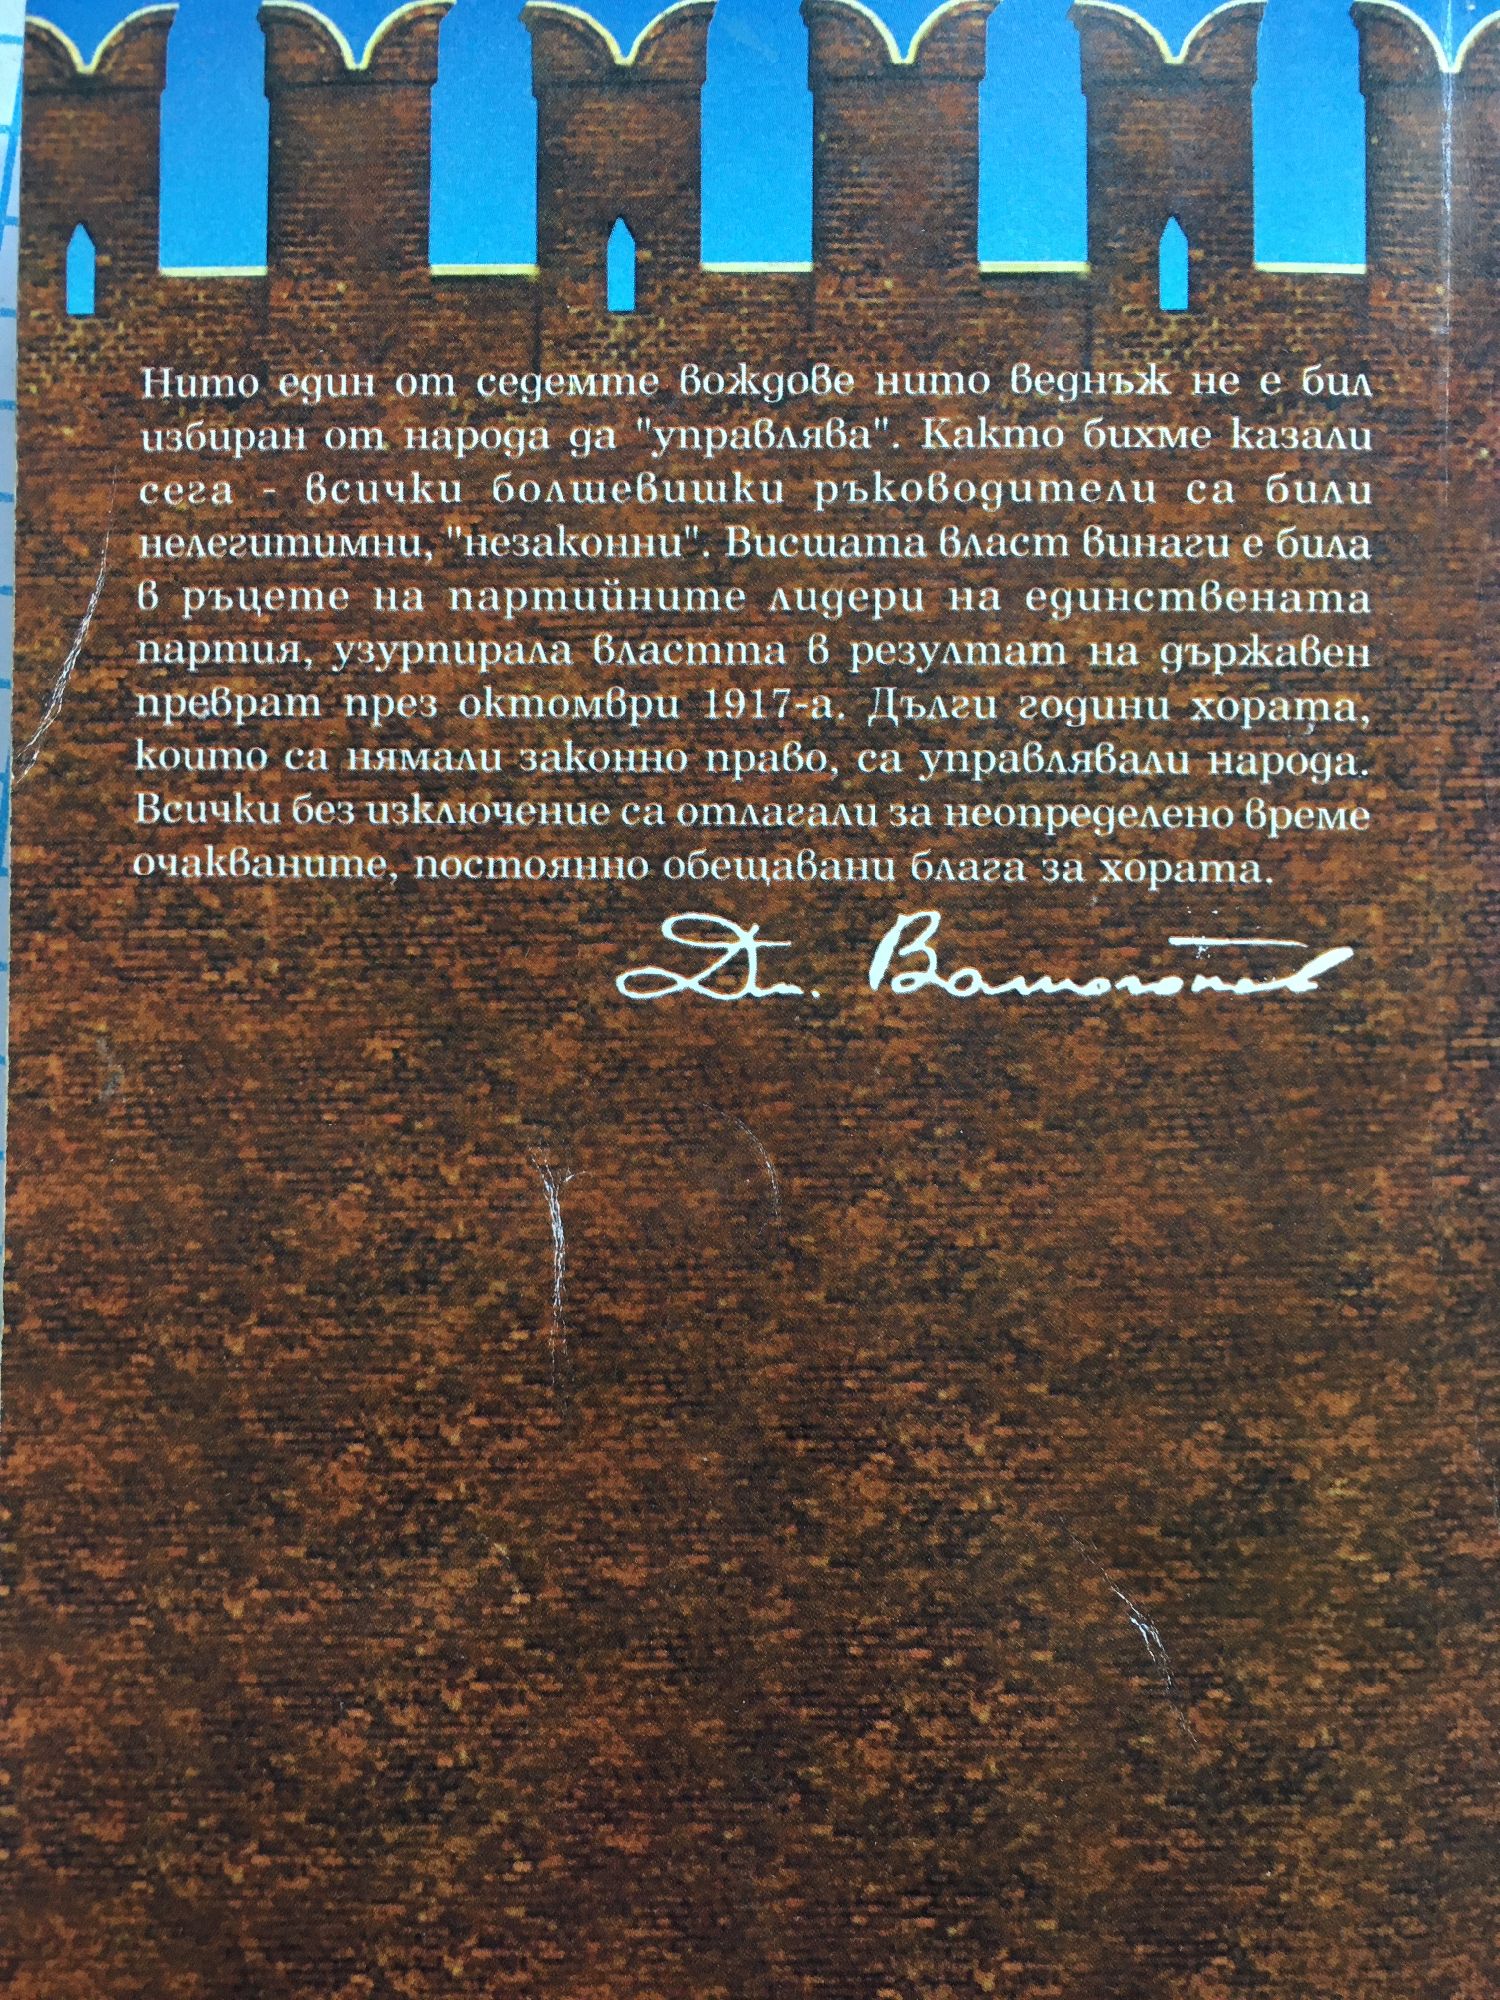 Нито един от седемте вождове нито веднъж не е бил
избиран от народа да "управлява". Както бихме казали
сега - всички болшевишки ръководители са били
нелегитимни, "незаконни". Висшата власт винаги е била
в ръцете на партийните лидери на единствената
партия, узурпирала властта в резултат на държавен
преврат през октомври 1917-а. Дълги години хората,
които са нямали законно право, са управлявали народа.
Всички без изключение са отлагали за неопределено време
очакваните, постоянно обещавани блага за хората.